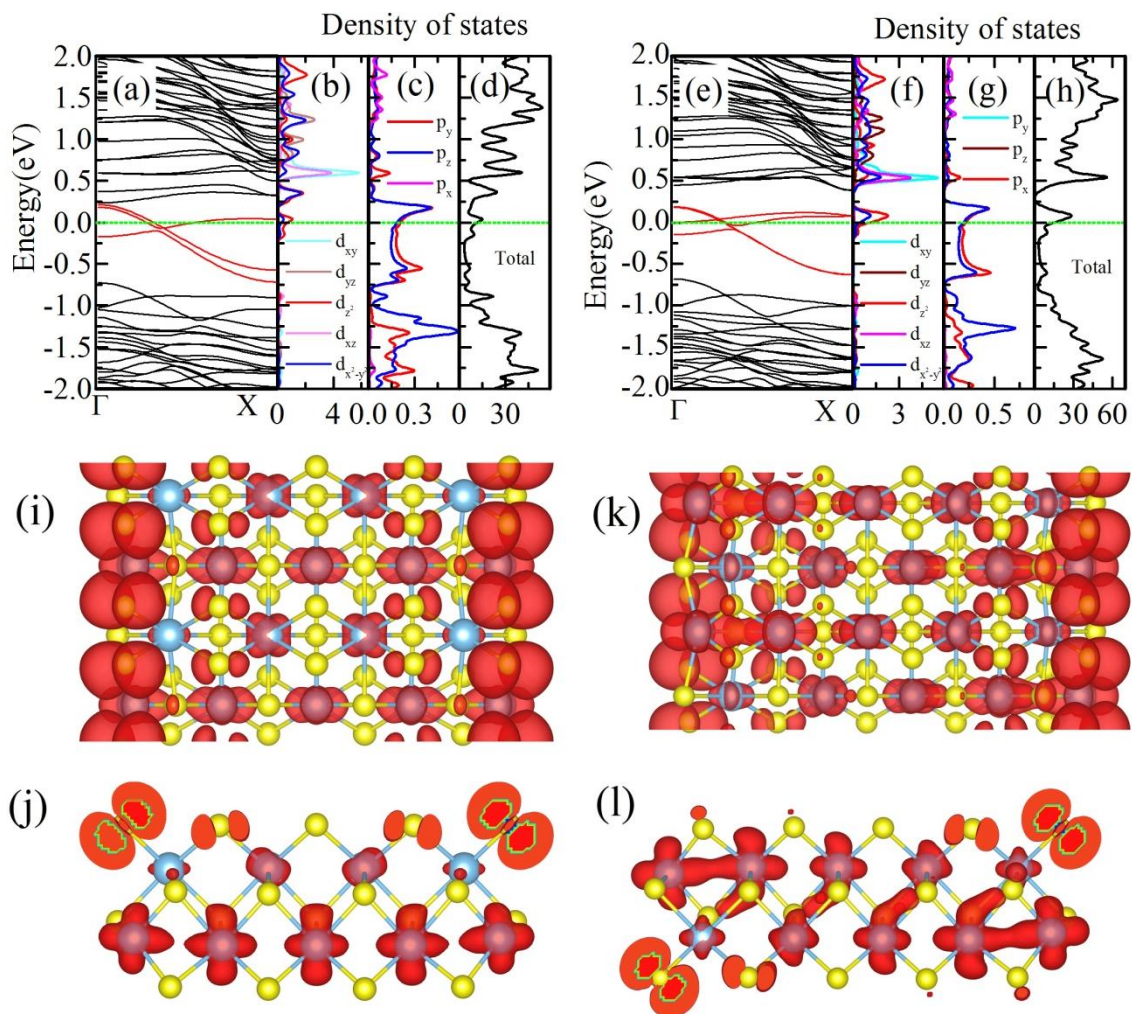 Density of states
Density of states
Energy(eV)
2.0
1.5
1.0
0.5
0.0
-0.5
-1.0
-1.5
-2.0
(a)
(b)
(c)
(d)
p_y
p_z
p_x
d_xy
d_yz
d_z²
d_xz
d_x²-y²
Total
Γ X 0 4 0.0 0.3 0 30
Energy(eV)
2.0
1.5
1.0
0.5
0.0
-0.5
-1.0
-1.5
-2.0
(e)
(f)
(g)
(h)
p_y
p_z
p_x
d_xy
d_yz
d_z²
d_xz
d_x²-y²
Total
Γ X 0 3 0.0 0.5 0 30 60
(i)
(k)
(j)
(l)